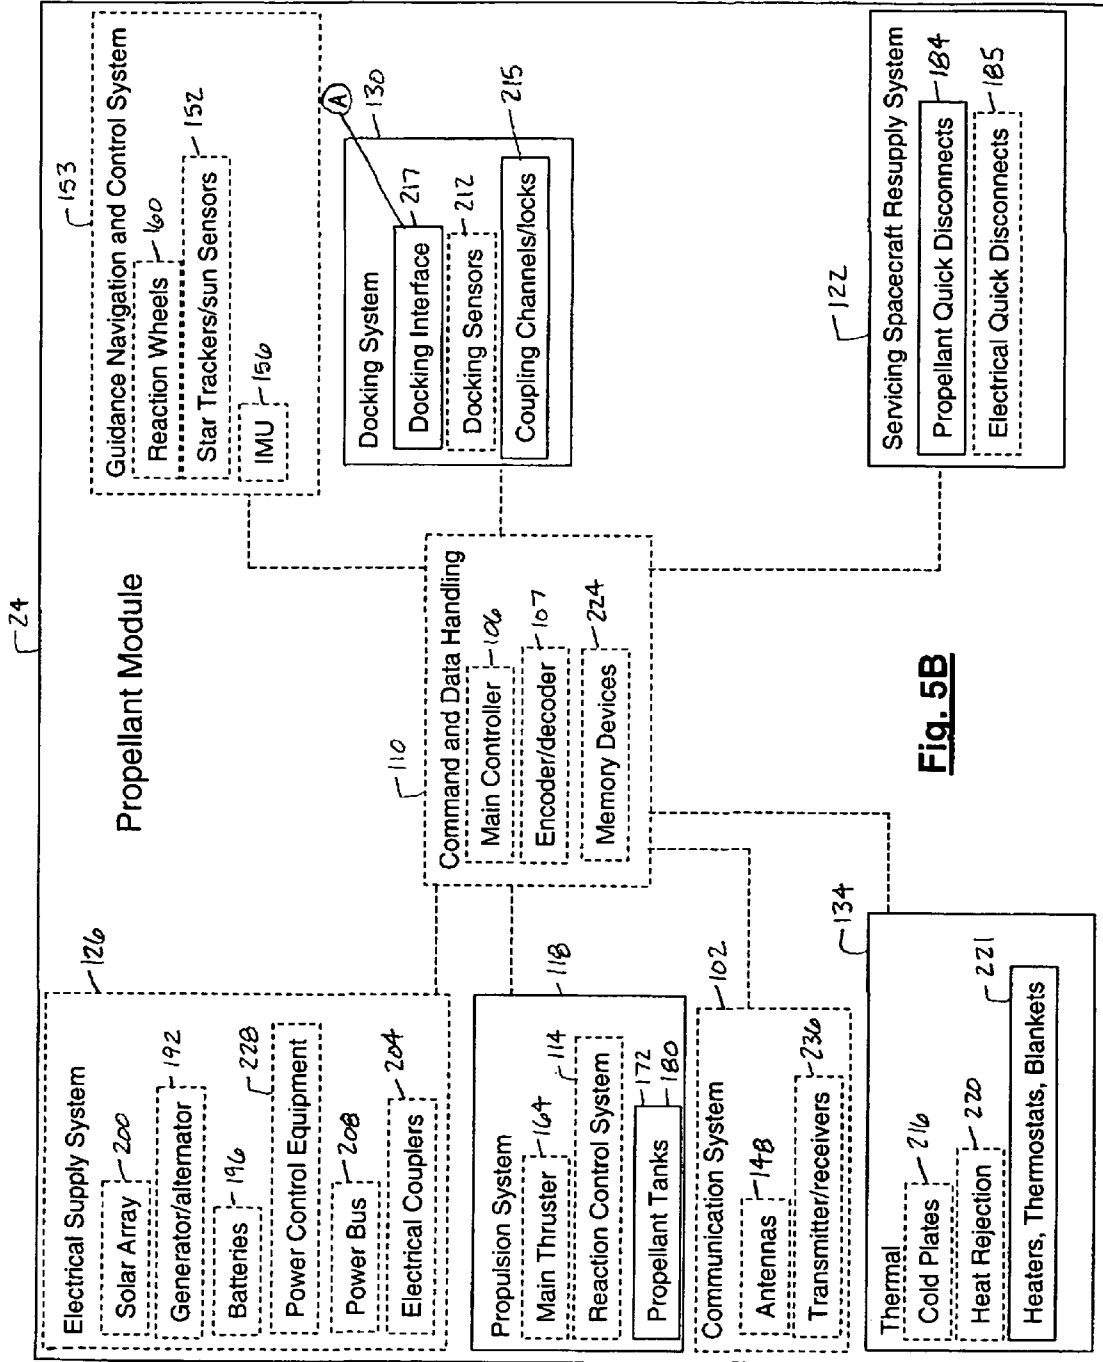 24
Propellant Module
126
Electrical Supply System
Solar Array
200
Generator/alternator
192
Batteries
196
Power Control Equipment
228
Power Bus
208
Electrical Couplers
204
118
Propulsion System
Main Thruster
164
Reaction Control System
114
Propellant Tanks
172
180
102
Communication System
Antennas
148
Transmitter/receivers
236
134
Thermal
Cold Plates
216
Heat Rejection
220
Heaters, Thermostats, Blankets
221
110
Command and Data Handling
Main Controller
106
Encoder/decoder
107
Memory Devices
224
153
Guidance Navigation and Control System
Reaction Wheels
160
Star Trackers/sun Sensors
152
IMU
156
A
130
Docking System
Docking Interface
217
Docking Sensors
212
Coupling Channels/locks
215
122
Servicing Spacecraft Resupply System
Propellant Quick Disconnects
184
Electrical Quick Disconnects
185
Fig. 5B